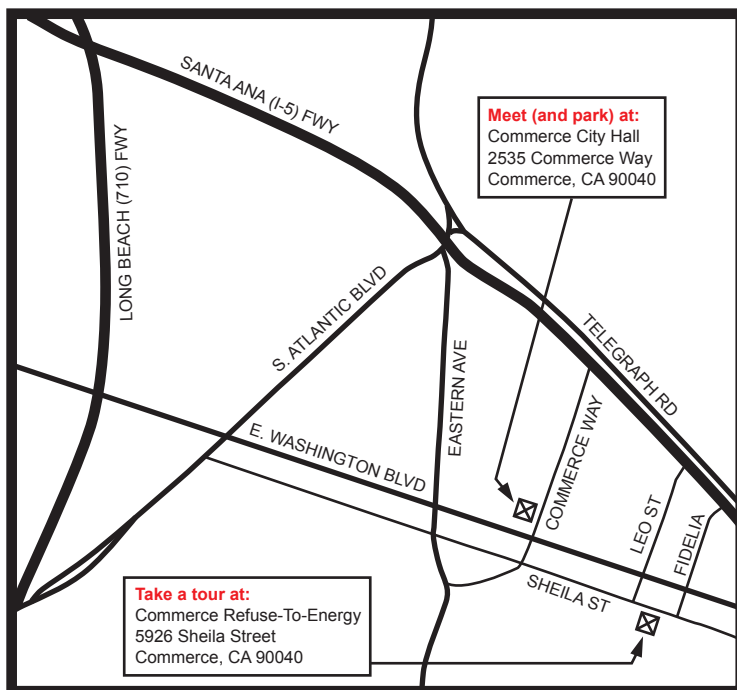 SANTA ANA (I-5) FWY
LONG BEACH (710) FWY
Meet (and park) at:
Commerce City Hall
2535 Commerce Way
Commerce, CA 90040
S. ATLANTIC BLVD
TELEGRAPH RD
EASTERN AVE
E. WASHINGTON BLVD
COMMERCE WAY
LEO ST
FIDELIA
SHEILA ST
Take a tour at:
Commerce Refuse-To-Energy
5926 Sheila Street
Commerce, CA 90040